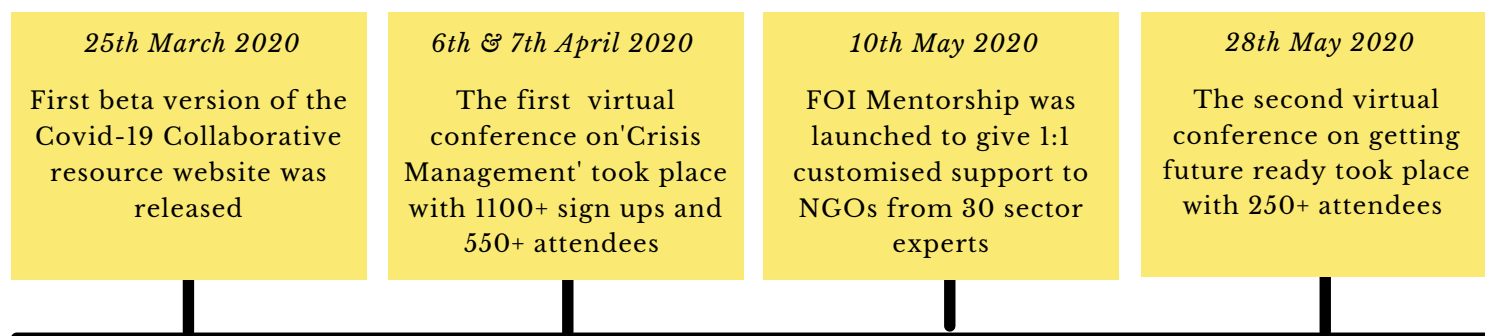 25th March 2020
First beta version of the
Covid-19 Collaborative
resource website was
released
6th & 7th April 2020
The first  virtual
conference on'Crisis
Management' took place
with 1100+ sign ups and
550+ attendees
10th May 2020
FOI Mentorship was
launched to give 1:1
customised support to
NGOs from 30 sector
experts
28th May 2020
The second virtual
conference on getting
future ready took place
with 250+ attendees